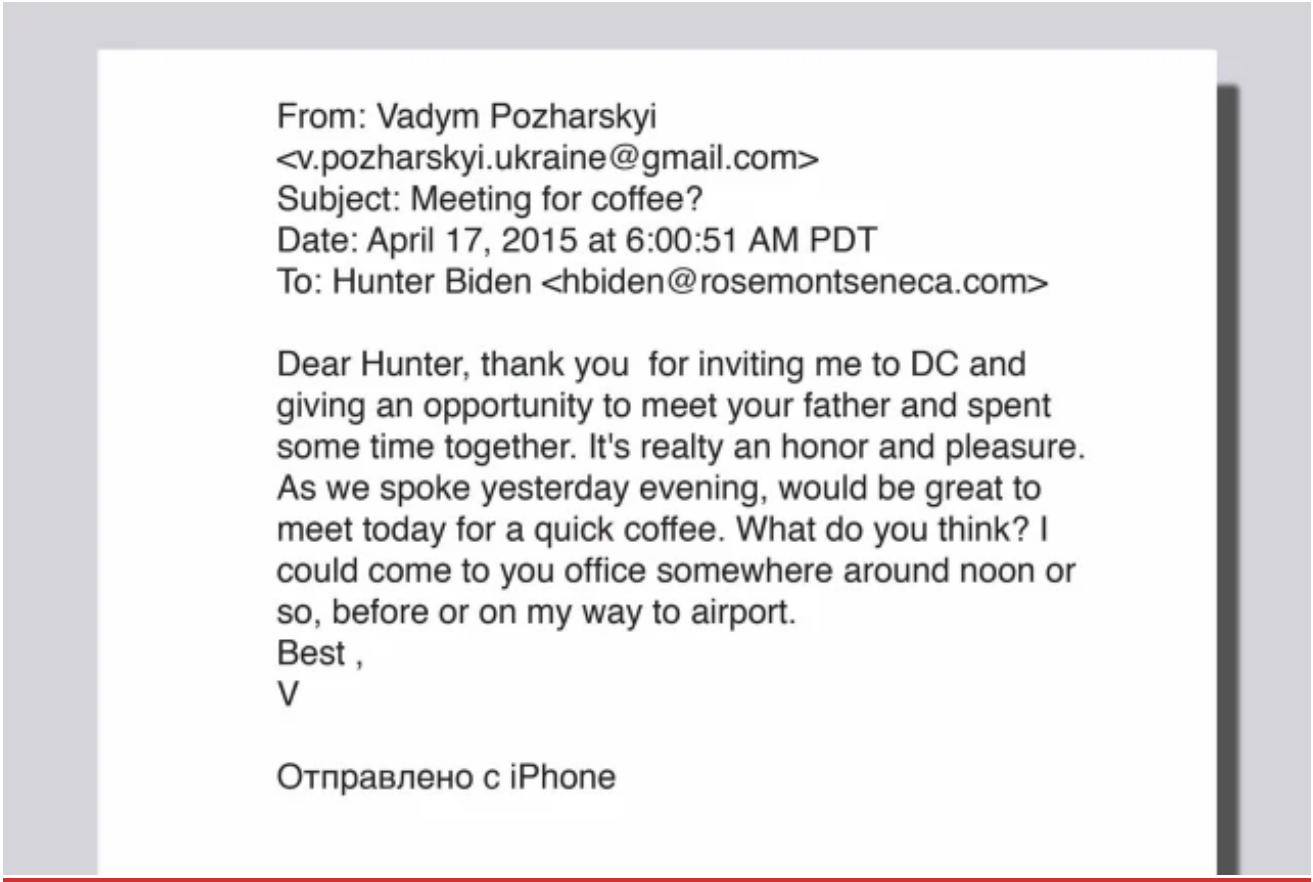 From: Vadym Pozharskyi
<v.pozharskyi.ukraine@gmail.com>
Subject: Meeting for coffee?
Date: April 17, 2015 at 6:00:51 AM PDT
To: Hunter Biden <hbiden@rosemontseneca.com>
Dear Hunter, thank you  for inviting me to DC and
giving an opportunity to meet your father and spent
some time together. It's realty an honor and pleasure.
As we spoke yesterday evening, would be great to
meet today for a quick coffee. What do you think? I
could come to you office somewhere around noon or
so, before or on my way to airport.
Best ,
V
Отправлено с iPhone